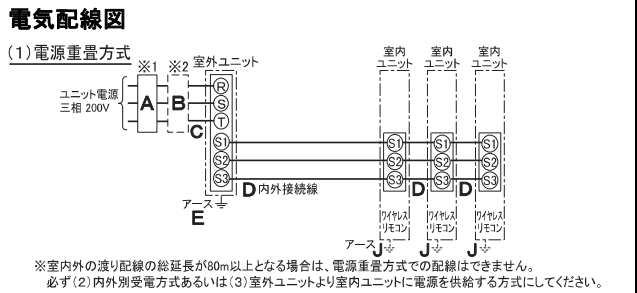 電気配線図
(1)電源重畳方式
※1 ※2 室外ユニット
室内 室内 室内
ユニット ユニット ユニット
ユニット電源
三相 200V
A B
R
S
T
C
S1 S1 S1 S1
S2 S2 S2 S2
S3 S3 S3 S3
D 内外接続線 D D
アース
E
ワイヤレス ワイヤレス ワイヤレス
リモコン リモコン リモコン
アース J J J
※室内外の渡り配線の総延長が80m以上となる場合は、電源重畳方式での配線はできません。
必ず(2)内外別受電方式あるいは(3)室外ユニットより室内ユニットに電源を供給する方式にしてください。